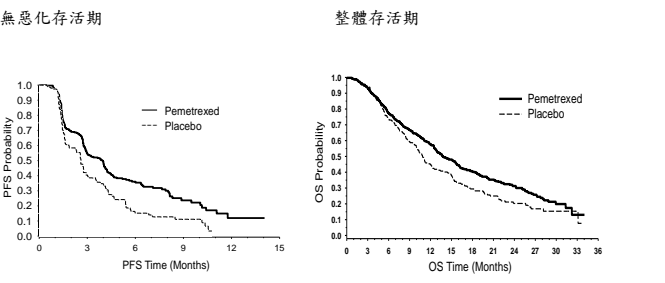 無惡化存活期
整體存活期
PFS Probability
1.0
0.9
0.8
0.7
0.6
0.5
0.4
0.3
0.2
0.1
0.0
Pemetrexed
Placebo
0 3 6 9 12 15
PFS Time (Months)
OS Probability
1.0
0.9
0.8
0.7
0.6
0.5
0.4
0.3
0.2
0.1
0.0
Pemetrexed
Placebo
0 3 6 9 12 15 18 21 24 27 30 33 36
OS Time (Months)